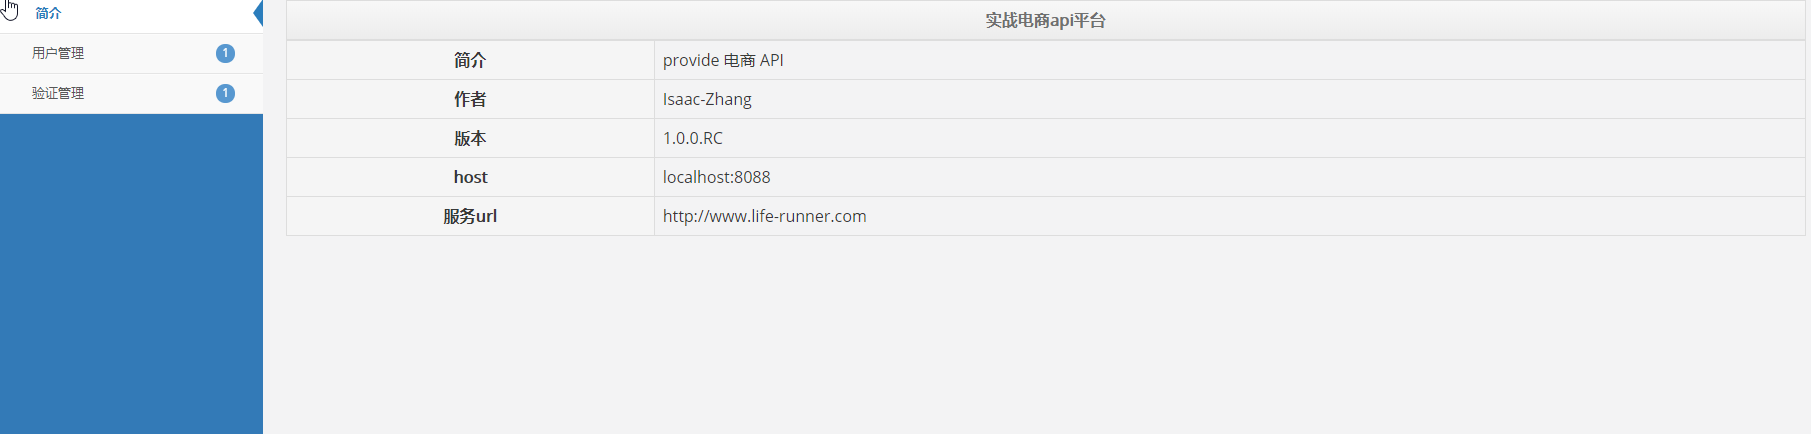 简介
用户管理 1
验证管理 1
实战电商api平台
简介 provide 电商 API
作者 Isaac-Zhang
版本 1.0.0.RC
host localhost:8088
服务url http://www.life-runner.com